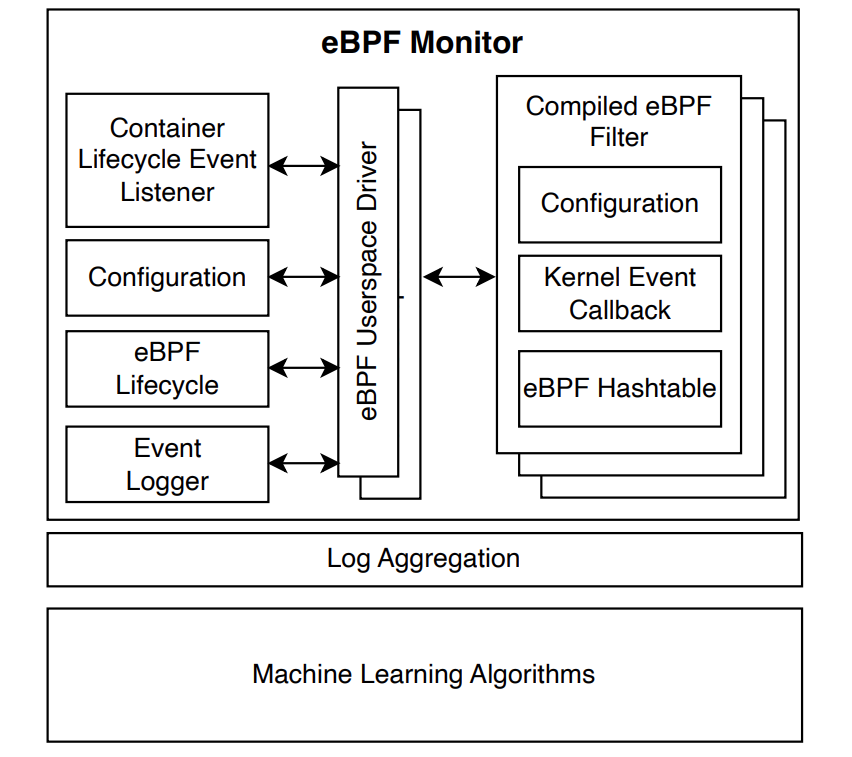 eBPF Monitor
Container
Lifecycle Event
Listener
Configuration
eBPF
Lifecycle
Event
Logger
eBPF Userspace Driver
Compiled eBPF
Filter
Configuration
Kernel Event
Callback
eBPF Hashtable
Log Aggregation
Machine Learning Algorithms